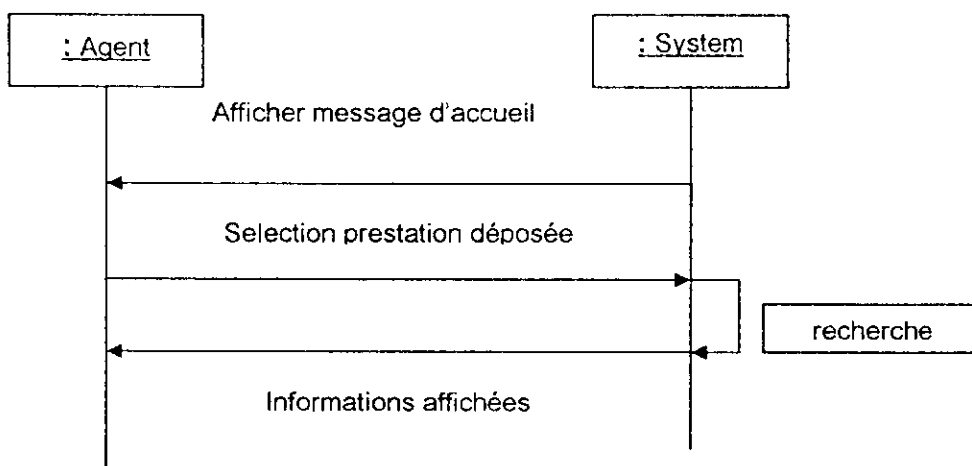 : Agent
: System
Afficher message d'accueil
Selection prestation déposée
recherche
Informations affichées